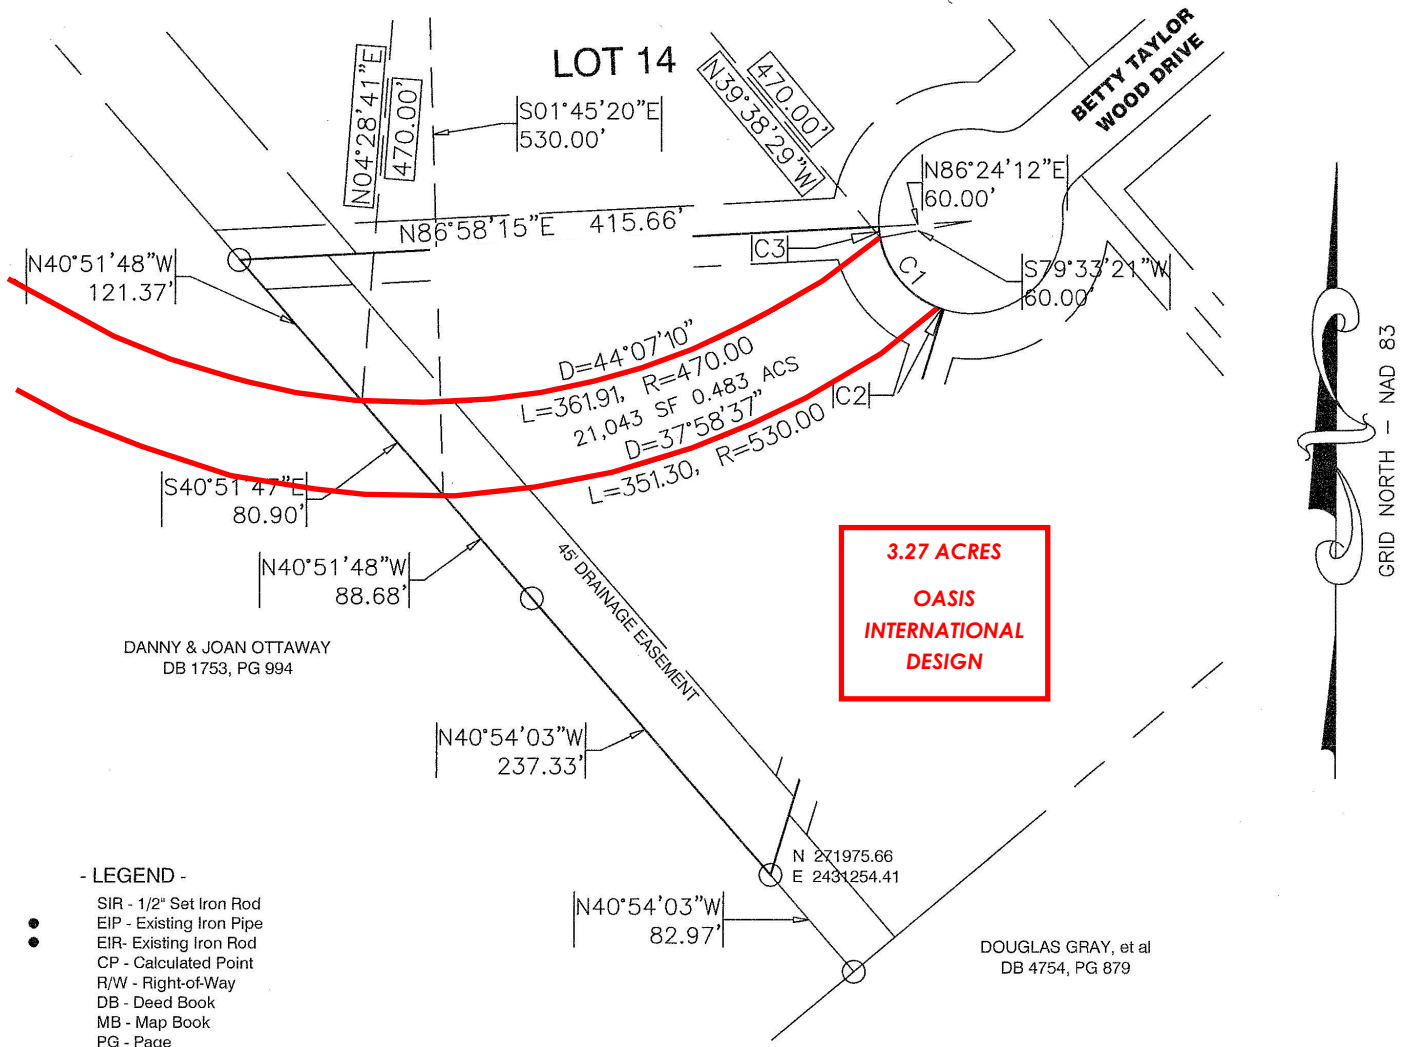 LOT 14
BETTY TAYLOR
WOOD DRIVE
N04°28'41"E
470.00'
S01°45'20"E
530.00'
470.00'
N39°38'29"W
N86°24'12"E
60.00'
N86°58'15"E 415.66'
C3
C1
S79°33'21"W
60.00'
N40°51'48"W
121.37'
D=44°07'10"
L=361.91, R=470.00
21,043 SF 0.483 ACS
D=37°58'37"
L=351.30, R=530.00
C2
GRID NORTH - NAD 83
S40°51'47"E
80.90'
N40°51'48"W
88.68'
45' DRAINAGE EASEMENT
3.27 ACRES
OASIS
INTERNATIONAL
DESIGN
DANNY & JOAN OTTAWAY
DB 1753, PG 994
N40°54'03"W
237.33'
N 271975.66
E 2431254.41
N40°54'03"W
82.97'
DOUGLAS GRAY, et al
DB 4754, PG 879
- LEGEND -
SIR - 1/2" Set Iron Rod
EIP - Existing Iron Pipe
EIR- Existing Iron Rod
CP - Calculated Point
R/W - Right-of-Way
DB - Deed Book
MB - Map Book
PG - Page